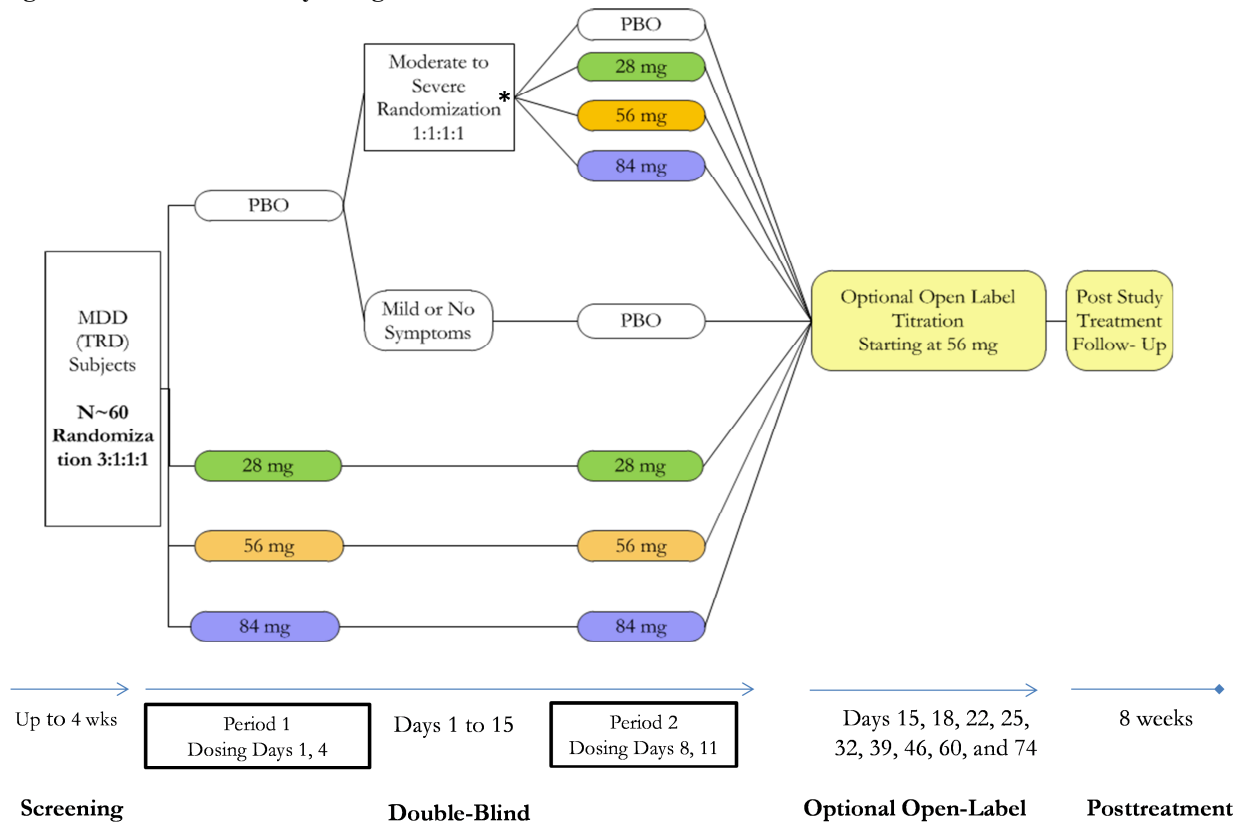 PBO
Moderate to
Severe
Randomization *
1:1:1:1
28 mg
56 mg
84 mg
PBO
MDD
(TRD)
Subjects
N~60
Randomiza
tion 3:1:1:1
Mild or No
Symptoms
PBO
Optional Open Label
Titration
Starting at 56 mg
Post Study
Treatment
Follow- Up
28 mg
28 mg
56 mg
56 mg
84 mg
84 mg
Up to 4 wks
Period 1
Dosing Days 1, 4
Days 1 to 15
Period 2
Dosing Days 8, 11
Days 15, 18, 22, 25,
32, 39, 46, 60, and 74
8 weeks
Screening
Double-Blind
Optional Open-Label
Posttreatment